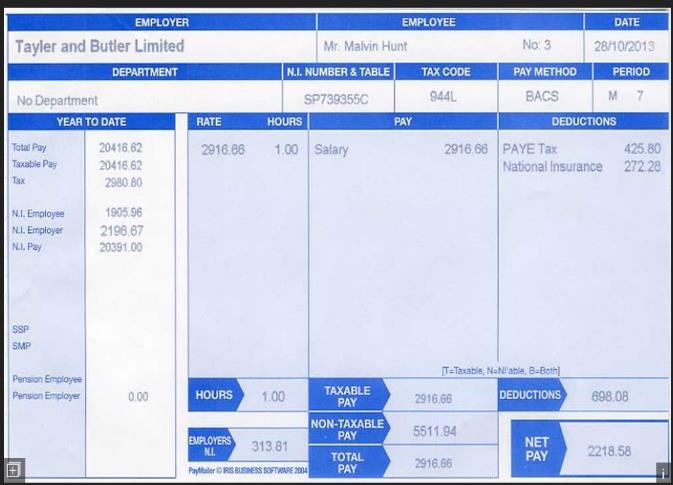 EMPLOYER EMPLOYEE DATE
Tayler and Butler Limited Mr. Malvin Hunt No: 3 28/10/2013
DEPARTMENT N.I. NUMBER & TABLE TAX CODE PAY METHOD PERIOD
No Department SP739355C 944L BACS M 7
YEAR TO DATE RATE HOURS PAY DEDUCTIONS
Total Pay 20416.62 2916.66 1.00 Salary 2916.66 PAYE Tax 425.80
Taxable Pay 20416.62 National Insurance 272.28
Tax 2980.80
N.I. Employee 1905.96
N.I. Employer 2196.67
N.I. Pay 20391.00
SSP
SMP
[T=Taxable, N=NI'able, B=Both]
Pension Employee
Pension Employer 0.00 HOURS 1.00 TAXABLE PAY 2916.66 DEDUCTIONS 698.08
EMPLOYERS N.I. 313.81 NON-TAXABLE PAY 5511.94 NET PAY 2218.58
PayMailer © IRIS BUSINESS SOFTWARE 2004 TOTAL PAY 2916.66